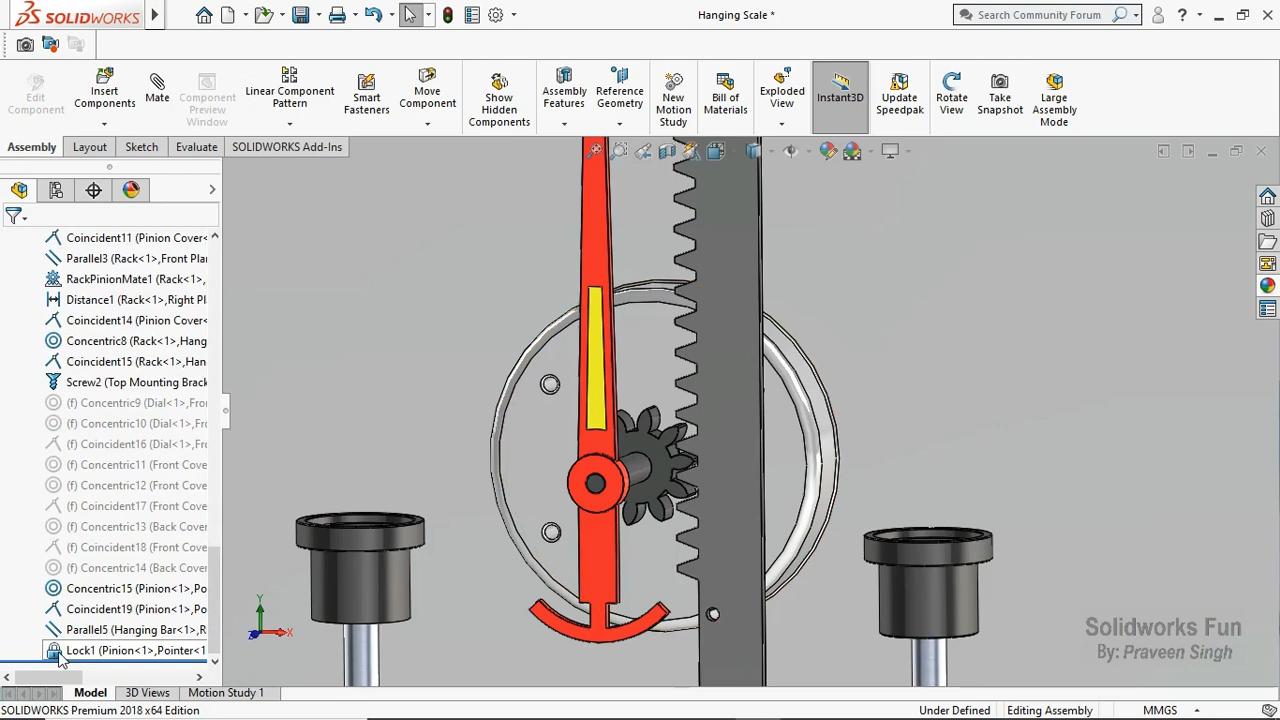 SOLIDWORKS
Hanging Scale *
Search Community Forum
?
Edit
Component
Insert
Components
Mate
Component
Preview
Window
Linear Component
Pattern
Smart
Fasteners
Move
Component
Show
Hidden
Components
Assembly
Features
Reference
Geometry
New
Motion
Study
Bill of
Materials
Exploded
View
Instant3D
Update
Speedpak
Rotate
View
Take
Snapshot
Large
Assembly
Mode
Assembly
Layout
Sketch
Evaluate
SOLIDWORKS Add-Ins
Coincident11 (Pinion Cover<
Parallel3 (Rack<1>,Front Plan
RackPinionMate1 (Rack<1>,
Distance1 (Rack<1>,Right Pl
Coincident14 (Pinion Cover<
Concentric8 (Rack<1>,Hang
Coincident15 (Rack<1>,Han
Screw2 (Top Mounting Brack
(f) Concentric9 (Dial<1>,Fro
(f) Concentric10 (Dial<1>,Fr
(f) Coincident16 (Dial<1>,Fr
(f) Concentric11 (Front Cove
(f) Concentric12 (Front Cove
(f) Coincident17 (Front Cove
(f) Concentric13 (Back Cover
(f) Coincident18 (Front Cove
(f) Concentric14 (Back Cover
Concentric15 (Pinion<1>,Po
Coincident19 (Pinion<1>,Po
Parallel5 (Hanging Bar<1>,R
Lock1 (Pinion<1>,Pointer<1
Y
X
Z
Solidworks Fun
By: Praveen Singh
Model
3D Views
Motion Study 1
SOLIDWORKS Premium 2018 x64 Edition
Under Defined
Editing Assembly
MMGS